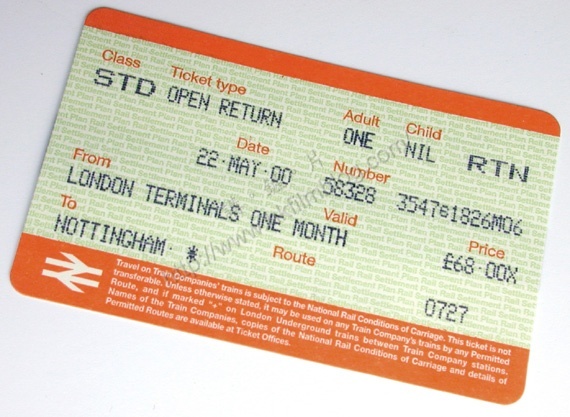 Class Ticket type Adult Child
STD OPEN RETURN ONE NIL RTN
Date Number
22·MAY·00 58328 3547®1826M06
From Valid Price
LONDON TERMINALS ONE MONTH £68·00X
To Route
NOTTINGHAM· * 0727
Travel on Train Companies' trains is subject to the National Rail Conditions of Carriage. This ticket is not
transferable. Unless otherwise stated, it may be used on any Train Company's trains by any Permitted
Route, and if marked "*" on London Underground trains between Train Company stations.
Names of the Train Companies, copies of the National Rail Conditions of Carriage and details of
Permitted Routes are available at Ticket Offices.